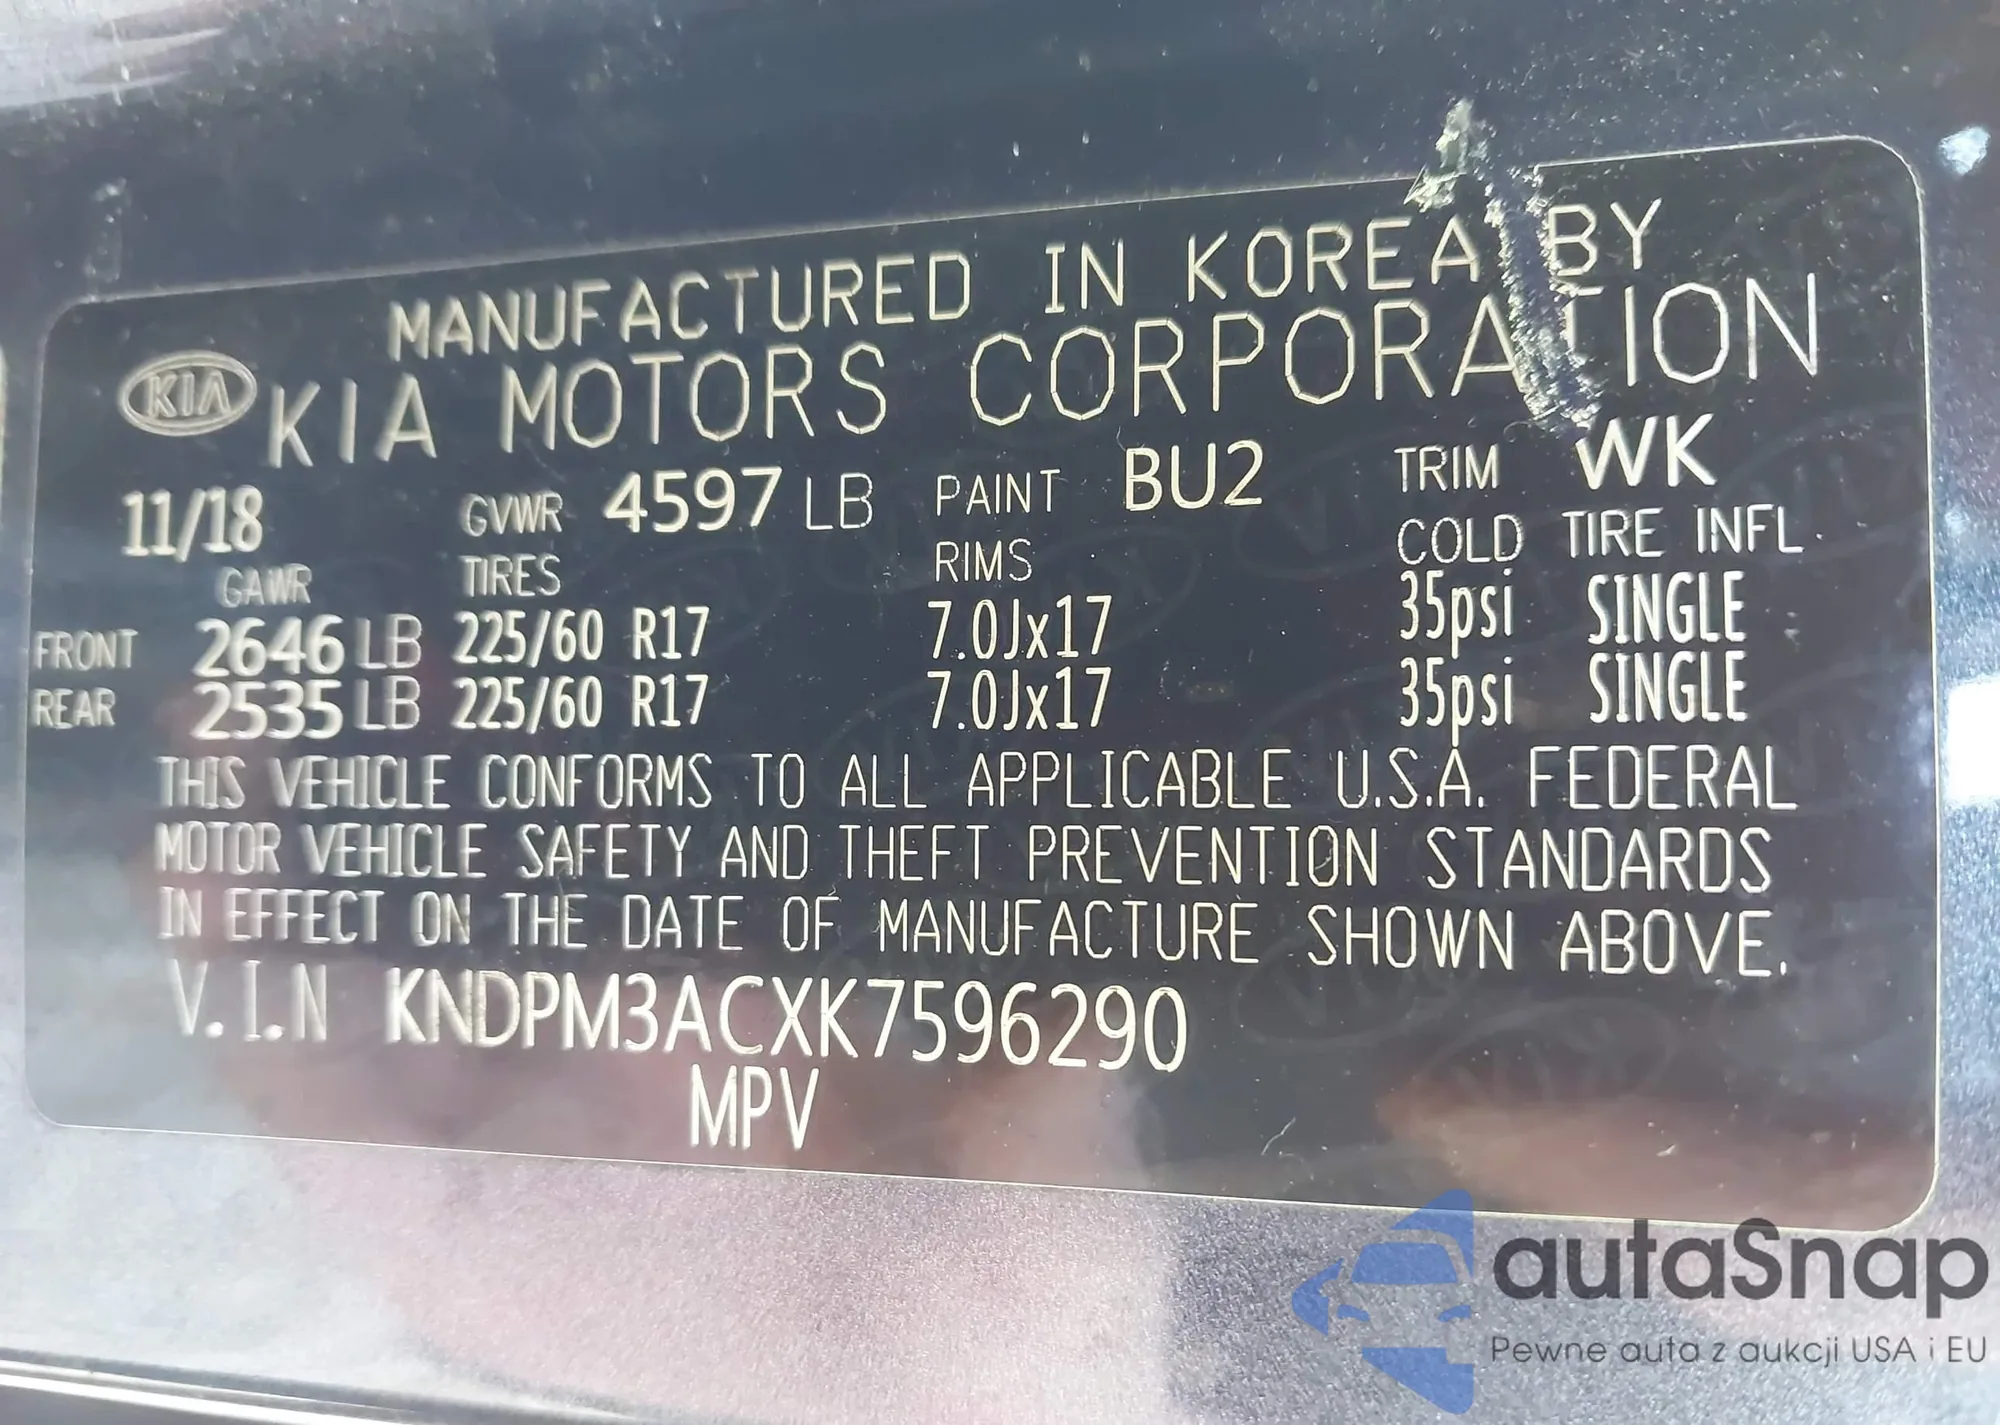 MANUFACTURED IN KOREA BY
KIA KIA MOTORS CORPORATION
11/18 GVWR 4597 LB PAINT BU2 TRIM WK
GAWR TIRES RIMS COLD TIRE INFL.
FRONT 2646 LB 225/60 R17 7.0Jx17 35psi SINGLE
REAR 2535 LB 225/60 R17 7.0Jx17 35psi SINGLE
THIS VEHICLE CONFORMS TO ALL APPLICABLE U.S.A. FEDERAL
MOTOR VEHICLE SAFETY AND THEFT PREVENTION STANDARDS
IN EFFECT ON THE DATE OF MANUFACTURE SHOWN ABOVE.
V.I.N KNDPM3ACXK7596290
MPV
autaSnap
Pewne auta z aukcji USA i EU